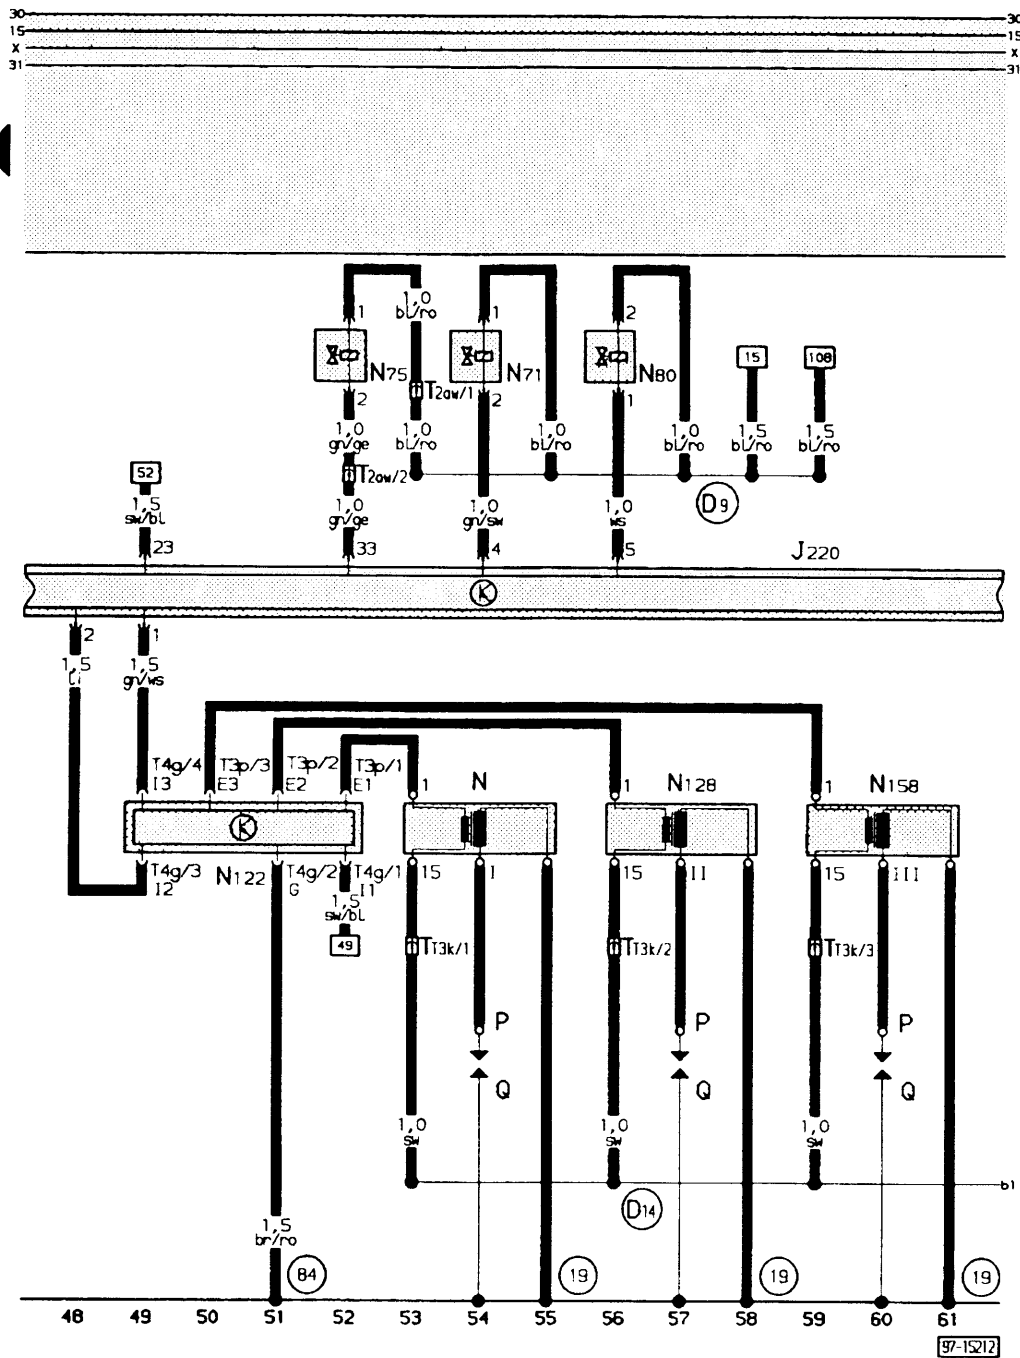 30 30
15 15
X X
31 31
1,0
bl/ro
1 1 2
N75 N71 N80
15 108
T2aw/1
2 2 1
1,0 1,0 1,0 1,0 1,5 1,5
gn/ge bl/ro bl/ro bl/ro bl/ro bl/ro
52
T2aw/2
D9
1,5 1,0 1,0 1,0
sw/bl gn/ge gn/sw ws
23 33 4 5 J220
K
2 1
1,5 1,5
li gn/ws
T4g/4 T3p/3 T3p/2 T3p/1
I3 E3 E2 E1
1 N 1 N128 1 N158
K
T4g/3 N122 T4g/2 T4g/1 15 I 15 II 15 III
I2 G I1
1,5
sw/bl
49
TT3k/1 TT3k/2 TT3k/3
P P P
Q Q Q
1,0 1,0 1,0
sw sw sw
b1
D14
1,5
br/ro
84 19 19 19
48 49 50 51 52 53 54 55 56 57 58 59 60 61
97-15212